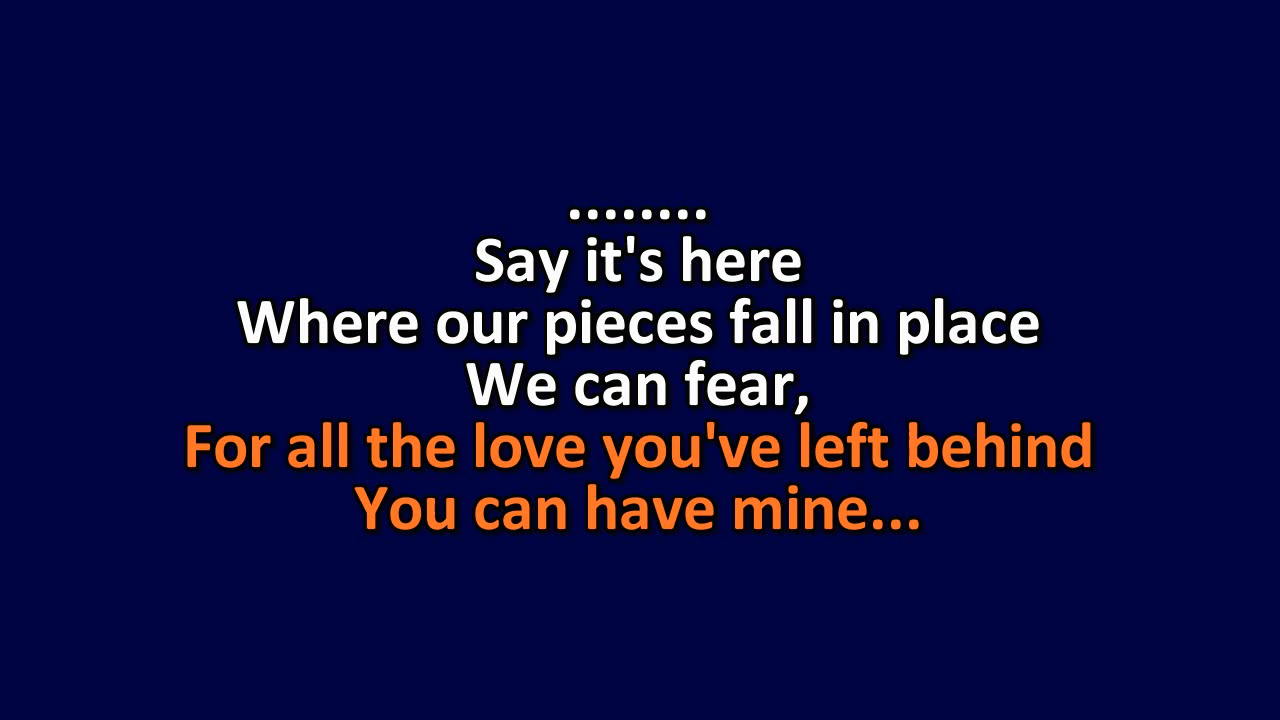 ........
Say it's here
Where our pieces fall in place
We can fear,
For all the love you've left behind
You can have mine...